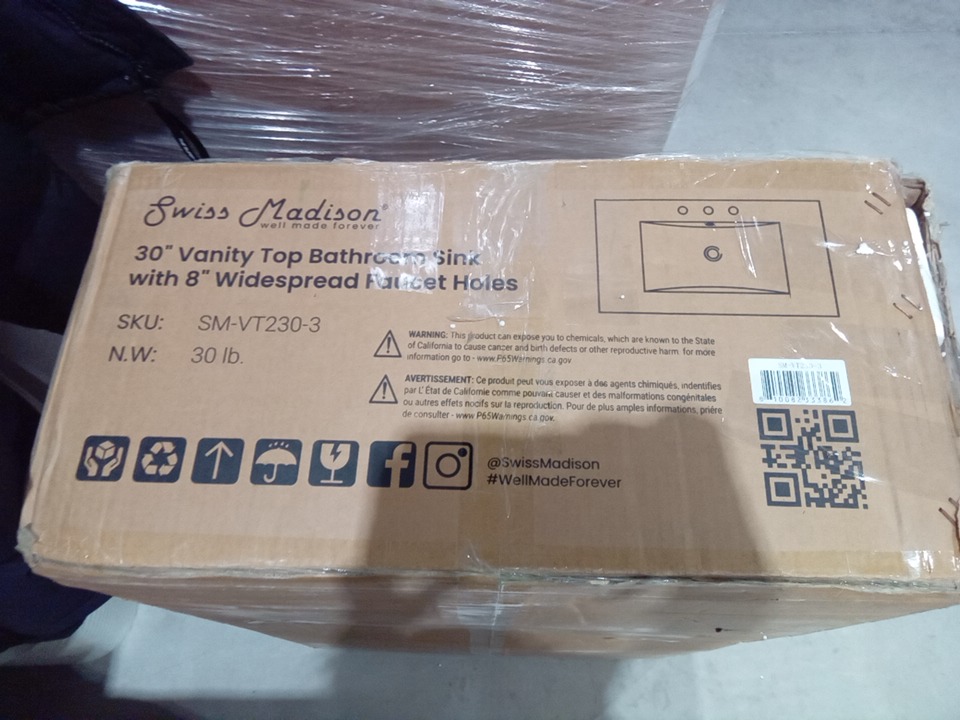 Swiss Madison®
well made forever
30" Vanity Top Bathroom Sink
with 8" Widespread Faucet Holes
SKU: SM-VT230-3
N.W: 30 lb.
WARNING: This product can expose you to chemicals, which are known to the State
of California to cause cancer and birth defects or other reproductive harm. for more
information go to - www.P65Warnings.ca.gov
AVERTISSEMENT: Ce produit peut vous exposer à des agents chimiqués, indentifies
par L' État de Californie comme pouvant causer et des malformations congénitales
ou autres effets nocifs sur la reproduction. Pour de plus amples informations, priére
de consulter - www.P65Warnings.ca.gov.
@SwissMadison
#WellMadeForever